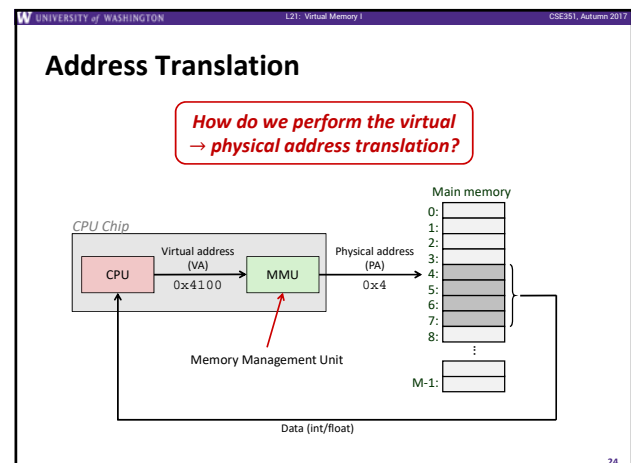 W UNIVERSITY of WASHINGTON
L21: Virtual Memory I
CSE351, Autumn 2017
Address Translation
How do we perform the virtual
→ physical address translation?
Main memory
0:
1:
2:
3:
4:
5:
6:
7:
8:
⋮
M-1:
CPU Chip
Virtual address
(VA)
0x4100
CPU
MMU
Physical address
(PA)
0x4
Memory Management Unit
Data (int/float)
24